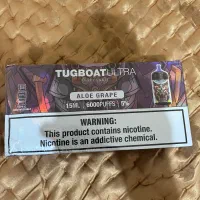 TUGBOAT ULTRA
ALOE GRAPE
15ML | 6000PUFFS | 5%
WARNING:
This product contains nicotine.
Nicotine is an addictive chemical.